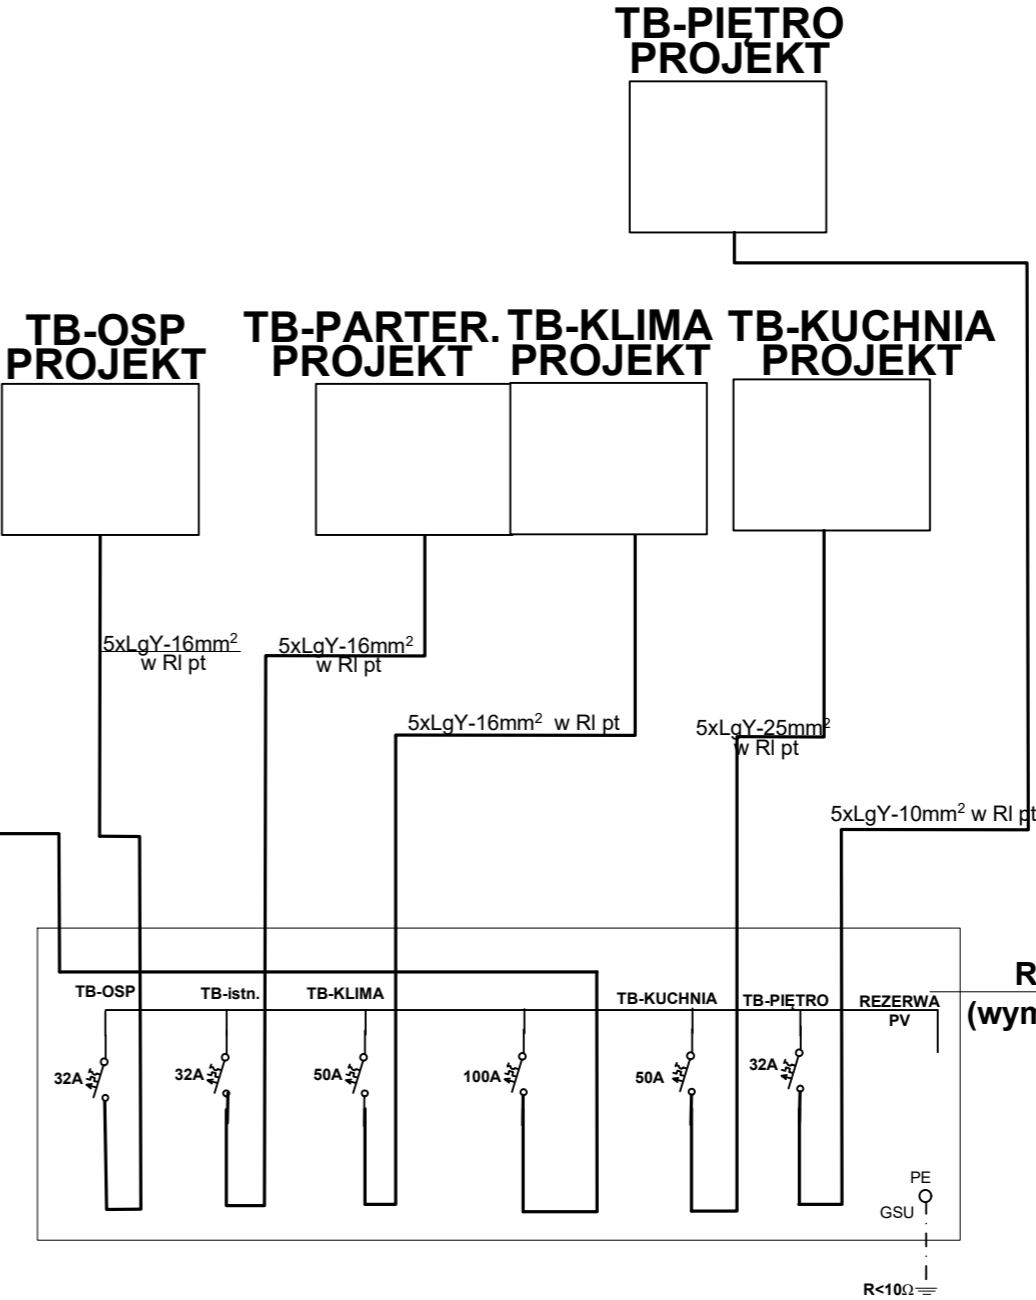 TB-PIĘTRO
PROJEKT
TB-OSP
PROJEKT
TB-PARTER.
PROJEKT
TB-KLIMA
PROJEKT
TB-KUCHNIA
PROJEKT
5xLgY-16mm²
w Rl pt
5xLgY-16mm²
w Rl pt
5xLgY-16mm² w Rl pt
5xLgY-25mm²
w Rl pt
5xLgY-10mm² w Rl pt
R
(wym
TB-OSP
TB-istn.
TB-KLIMA
TB-KUCHNIA
TB-PIĘTRO
REZERWA
PV
32A
32A
50A
100A
50A
32A
PE
GSU
R<10Ω